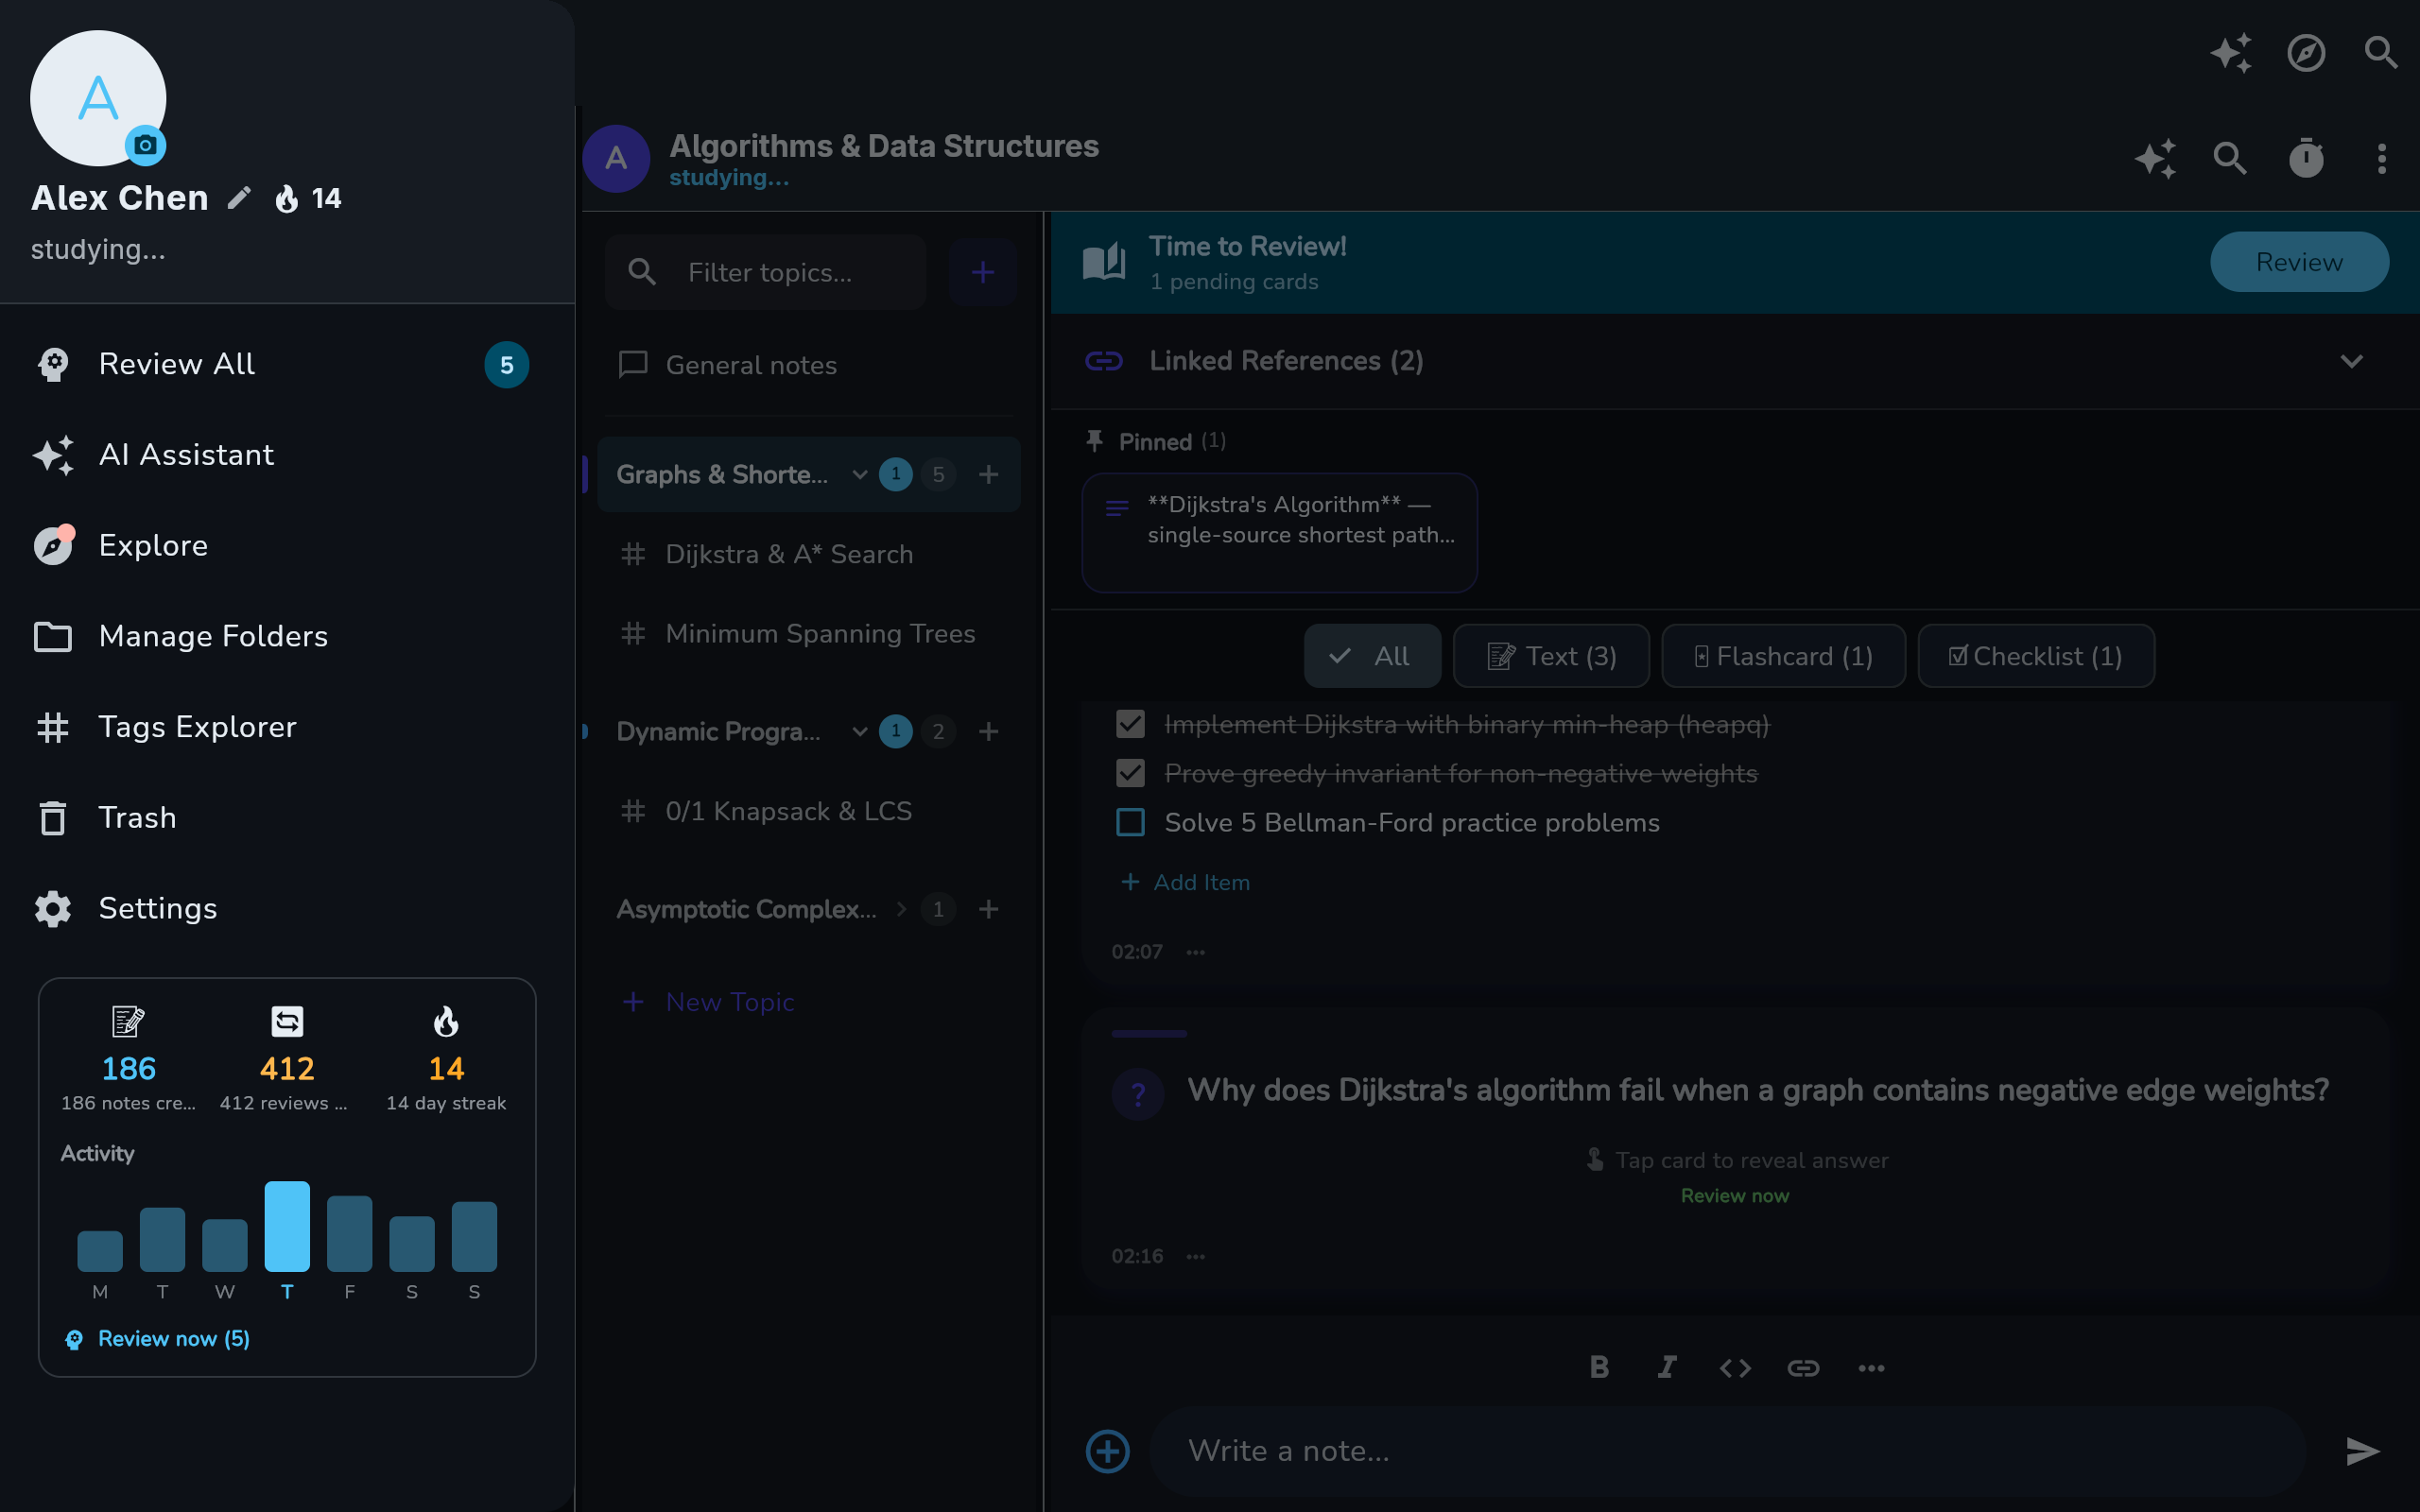 A
Alex Chen 14
studying...
Review All 5
AI Assistant
Explore
Manage Folders
Tags Explorer
Trash
Settings
186 412 14
186 notes cre... 412 reviews ... 14 day streak
Activity
M T W T F S S
Review now (5)
A
Algorithms & Data Structures
studying...
Filter topics...
General notes
Graphs & Shorte... 1 5
# Dijkstra & A* Search
# Minimum Spanning Trees
Dynamic Progra... 1 2
# 0/1 Knapsack & LCS
Asymptotic Complex... 1
+ New Topic
Time to Review!
1 pending cards
Review
Linked References (2)
Pinned (1)
**Dijkstra's Algorithm** —
single-source shortest path...
All Text (3) Flashcard (1) Checklist (1)
Implement Dijkstra with binary min-heap (heapq)
Prove greedy invariant for non-negative weights
Solve 5 Bellman-Ford practice problems
+ Add Item
02:07
? Why does Dijkstra's algorithm fail when a graph contains negative edge weights?
Tap card to reveal answer
Review now
02:16
B I <> ...
Write a note...